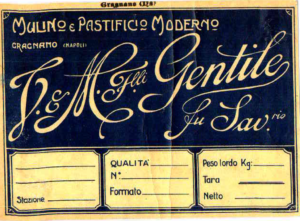 Gragnano (Ita)
MULINO E PASTIFICIO MODERNO
GRAGNANO (NAPOLI)
V. & M. F.lli Gentile
Fu Sav.rio
Stazione
QUALITÀ
N°
Formato
Peso lordo Kg:
Tara
Netto